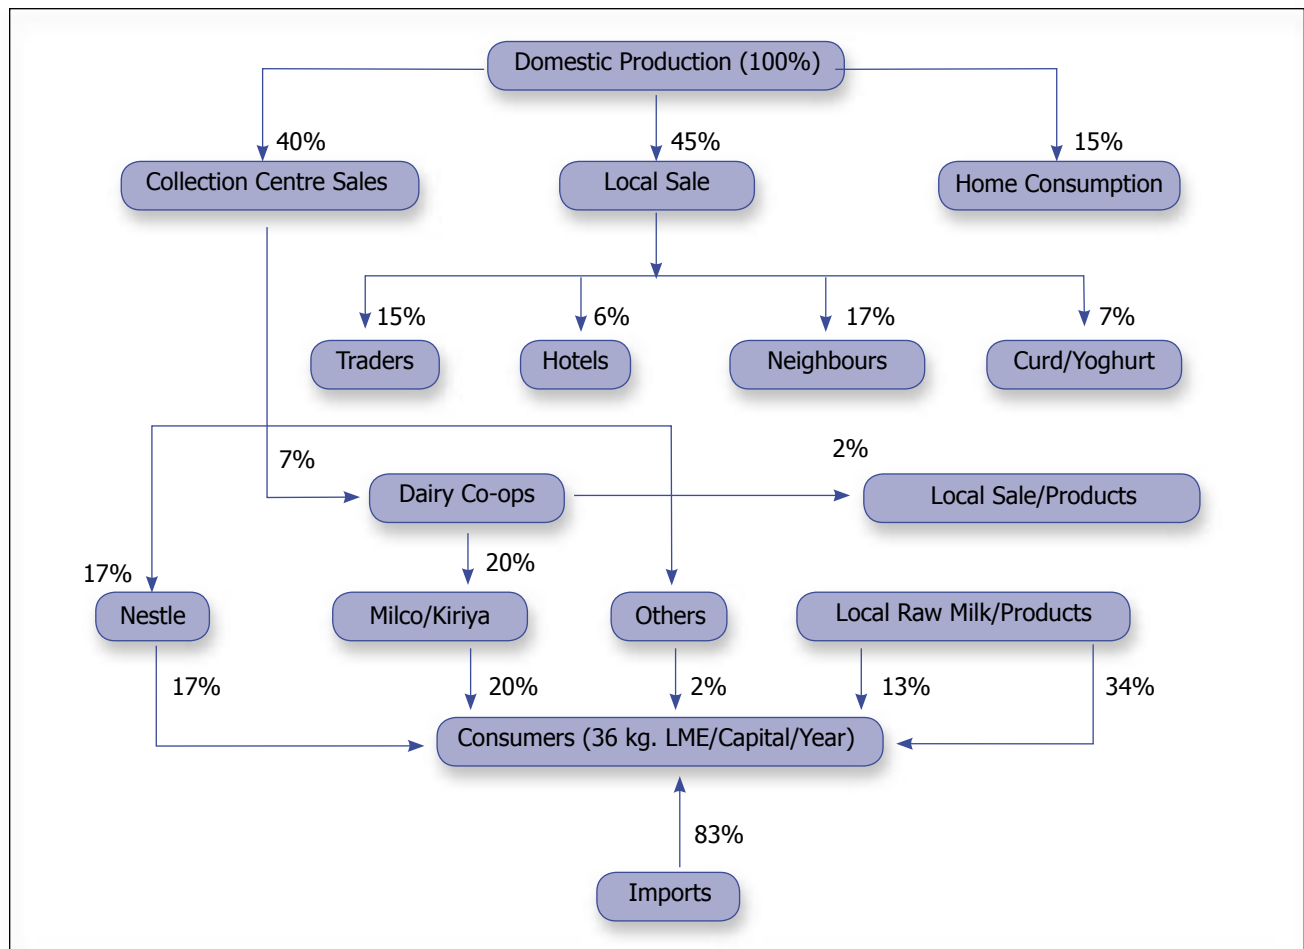 Domestic Production (100%)
40%
45%
15%
Collection Centre Sales
Local Sale
Home Consumption
15%
6%
17%
7%
Traders
Hotels
Neighbours
Curd/Yoghurt
7%
2%
Dairy Co-ops
Local Sale/Products
17%
20%
Nestle
Milco/Kiriya
Others
Local Raw Milk/Products
17%
20%
2%
13%
34%
Consumers (36 kg. LME/Capital/Year)
83%
Imports